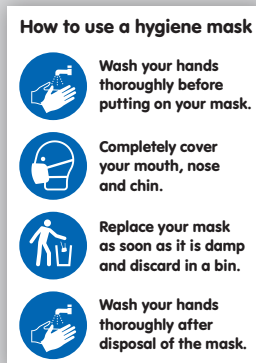 How to use a hygiene mask
Wash your hands
thoroughly before
putting on your mask.
Completely cover
your mouth, nose
and chin.
Replace your mask
as soon as it is damp
and discard in a bin.
Wash your hands
thoroughly after
disposal of the mask.